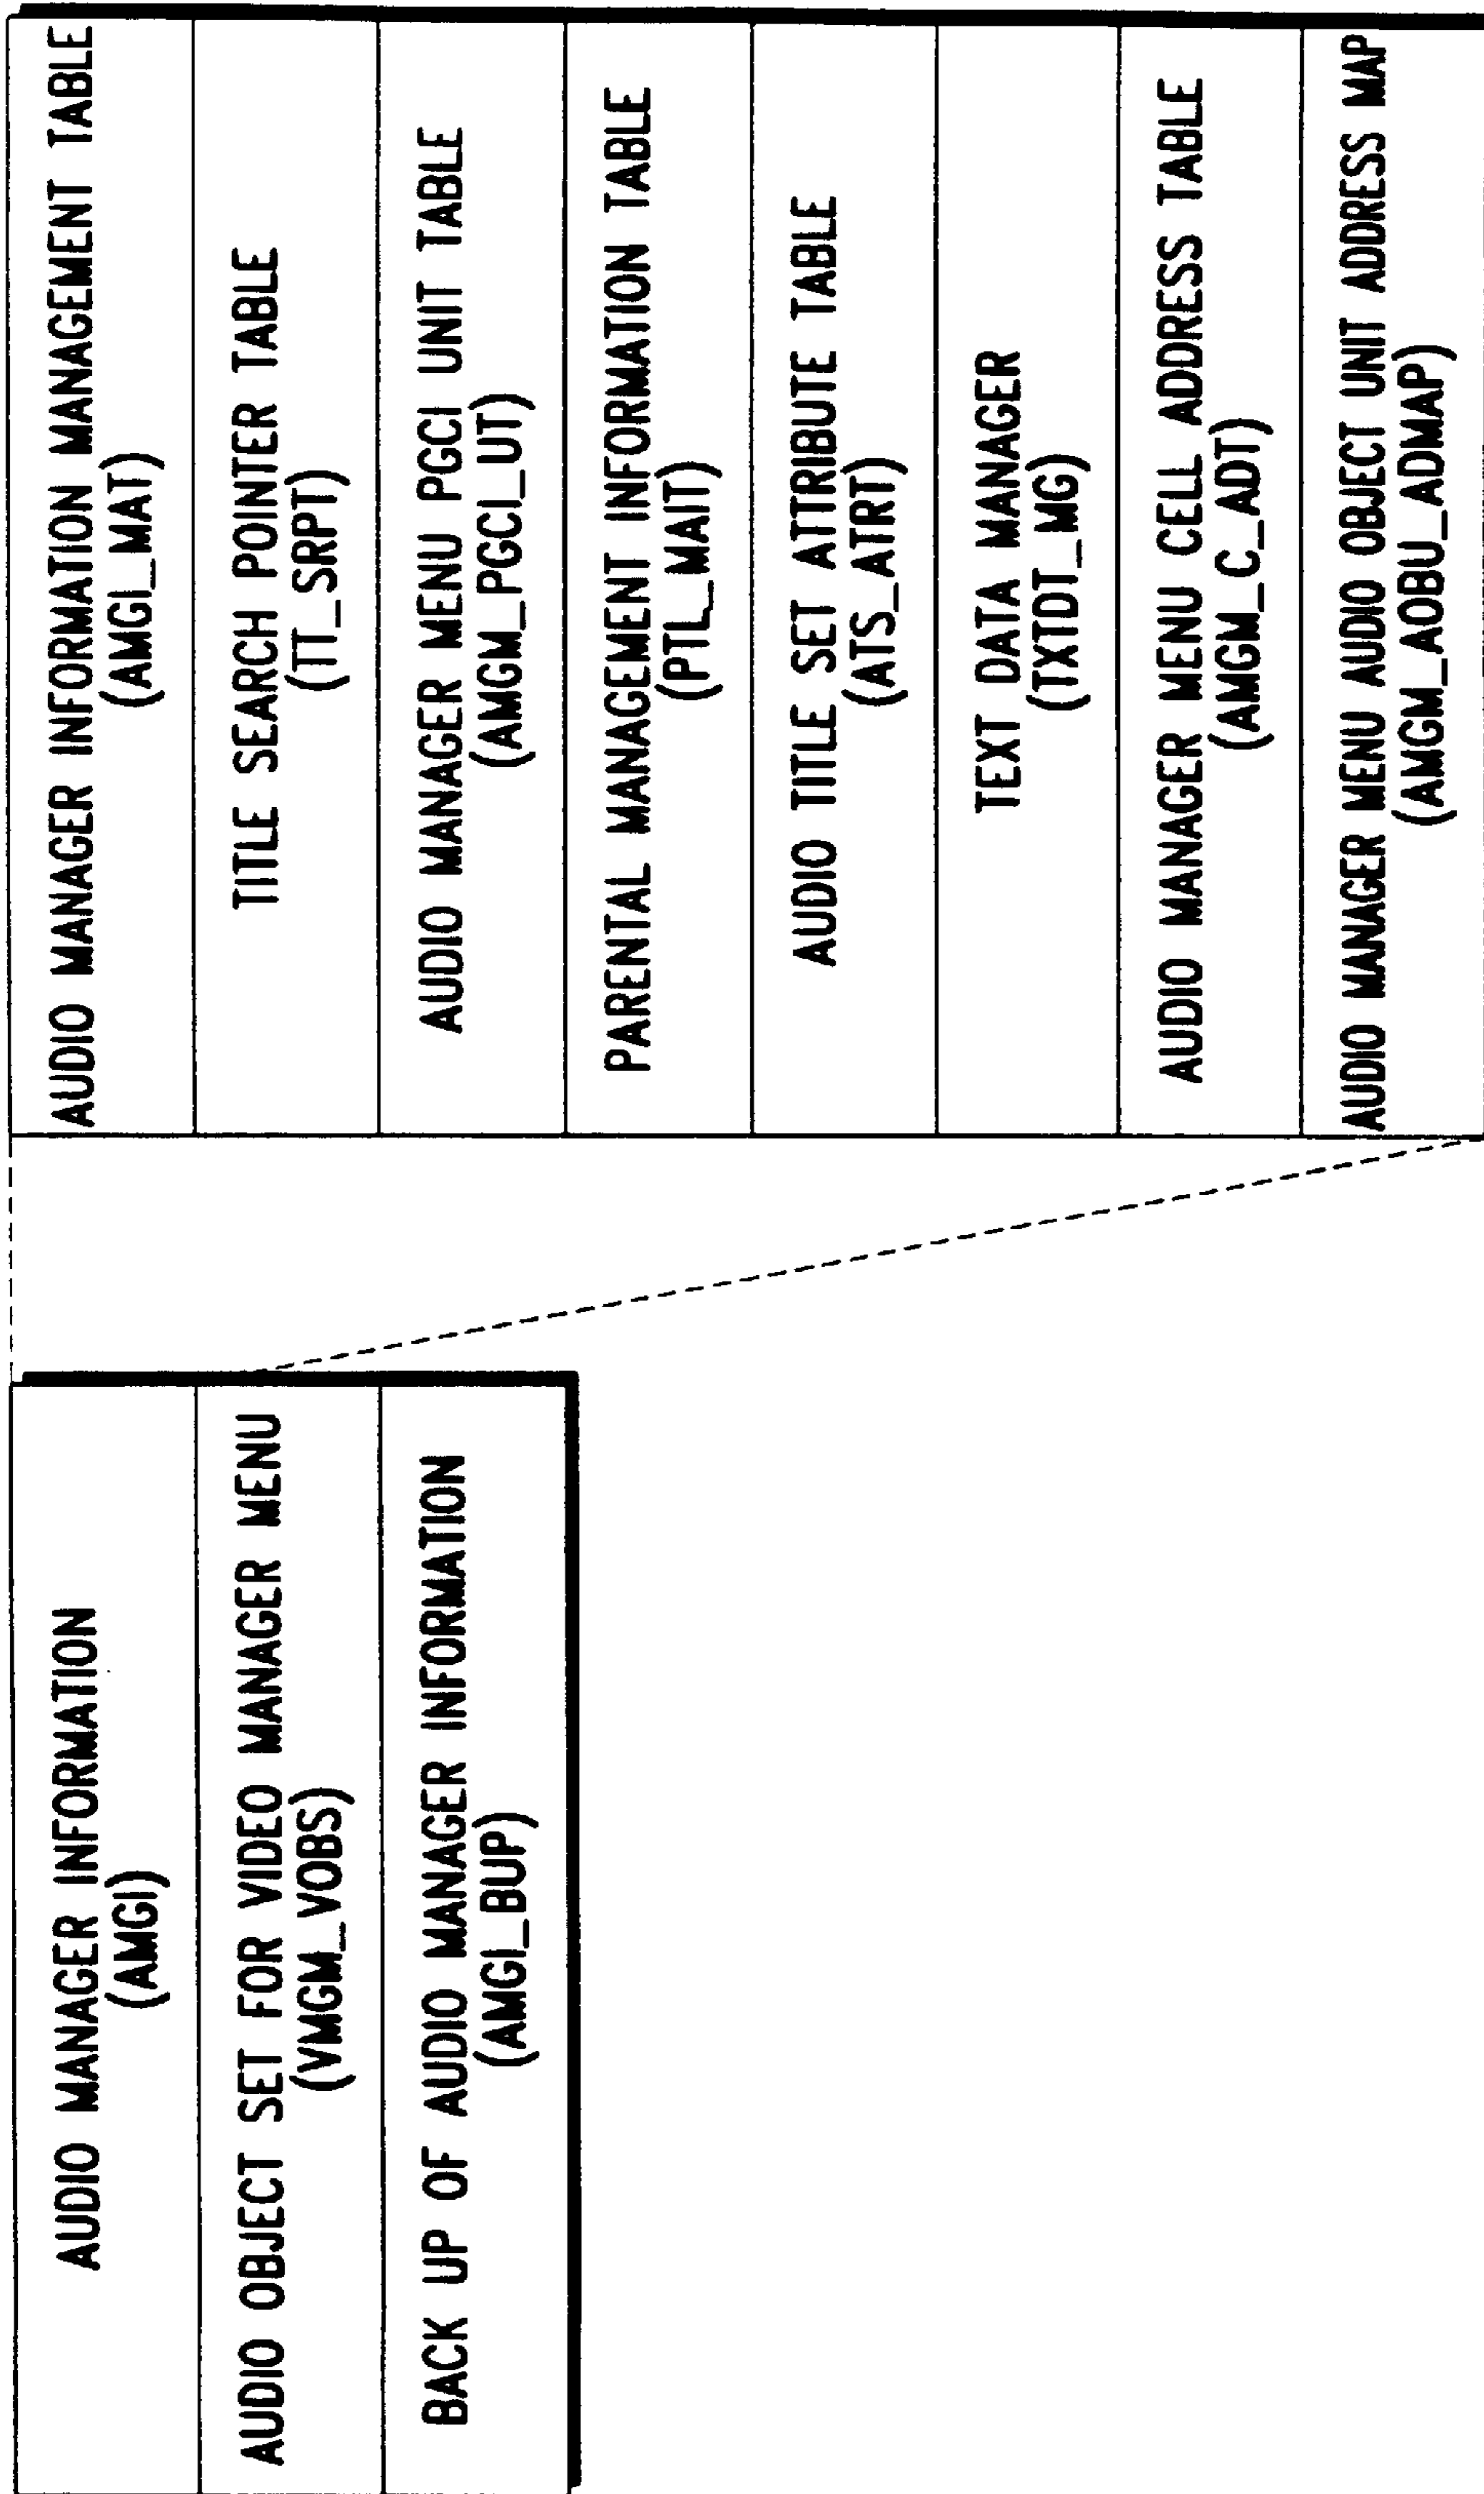 AUDIO MANAGER INFORMATION
(AMGI)
AUDIO OBJECT SET FOR VIDEO MANAGER MENU
(VMGM_VOBS)
BACK UP OF AUDIO MANAGER INFORMATION
(AMGI_BUP)
AUDIO MANAGER INFORMATION MANAGEMENT TABLE
(AMGI_MAT)
TITLE SEARCH POINTER TABLE
(TT_SRPT)
AUDIO MANAGER MENU PGCI UNIT TABLE
(AMGM_PGCI_UT)
PARENTAL MANAGEMENT INFORMATION TABLE
(PTL_MAIT)
AUDIO TITLE SET ATTRIBUTE TABLE
(ATS_ATRT)
TEXT DATA MANAGER
(TXTDT_MG)
AUDIO MANAGER MENU CELL ADDRESS TABLE
(AMGM_C_ADT)
AUDIO MANAGER MENU AUDIO OBJECT UNIT ADDRESS MAP
(AMGM_AOBU_ADMAP)